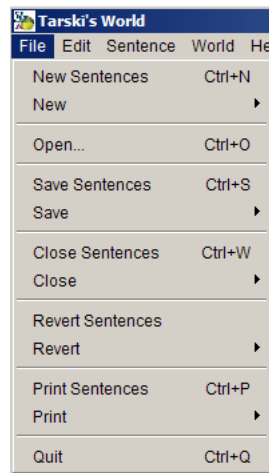 Tarski's World
File Edit Sentence World He
New Sentences Ctrl+N
New
Open... Ctrl+O
Save Sentences Ctrl+S
Save
Close Sentences Ctrl+W
Close
Revert Sentences
Revert
Print Sentences Ctrl+P
Print
Quit Ctrl+Q